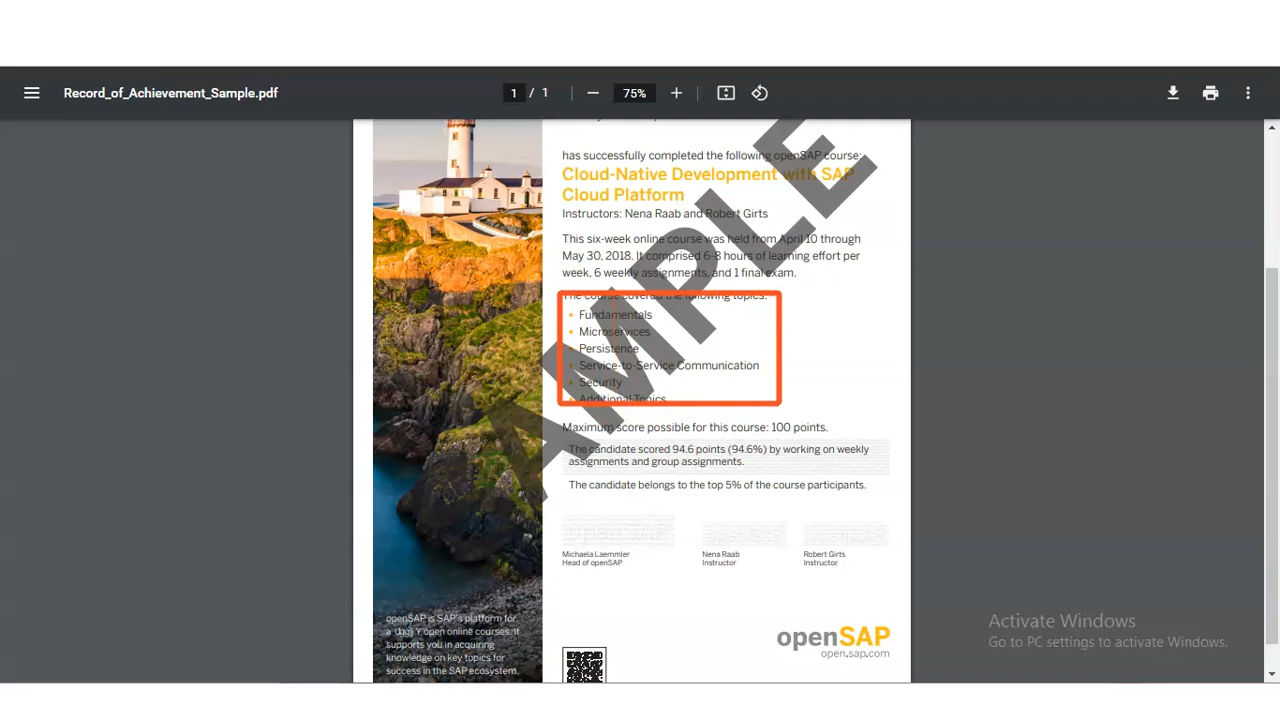 Record_of_Achievement_Sample.pdf
1 / 1
75%
has successfully completed the following openSAP course:
Cloud-Native Development with SAP
Cloud Platform
Instructors: Nena Raab and Robert Girts
This six-week online course was held from April 10 through
May 30, 2018. It comprised 6-8 hours of learning effort per
week, 6 weekly assignments, and 1 final exam.
The course covered the following topics:
• Fundamentals
• Microservices
• Persistence
• Service-to-Service Communication
• Security
• Additional Topics
Maximum score possible for this course: 100 points.
The candidate scored 94.6 points (94.6%) by working on weekly
assignments and group assignments.
The candidate belongs to the top 5% of the course participants.
Michaela Laemmler
Head of openSAP
Nena Raab
Instructor
Robert Girts
Instructor
openSAP is SAP's platform for
a Y open online courses. It
supports you in acquiring
knowledge on key topics for
success in the SAP ecosystem.
openSAP
open.sap.com
AMPLE
Activate Windows
Go to PC settings to activate Windows.